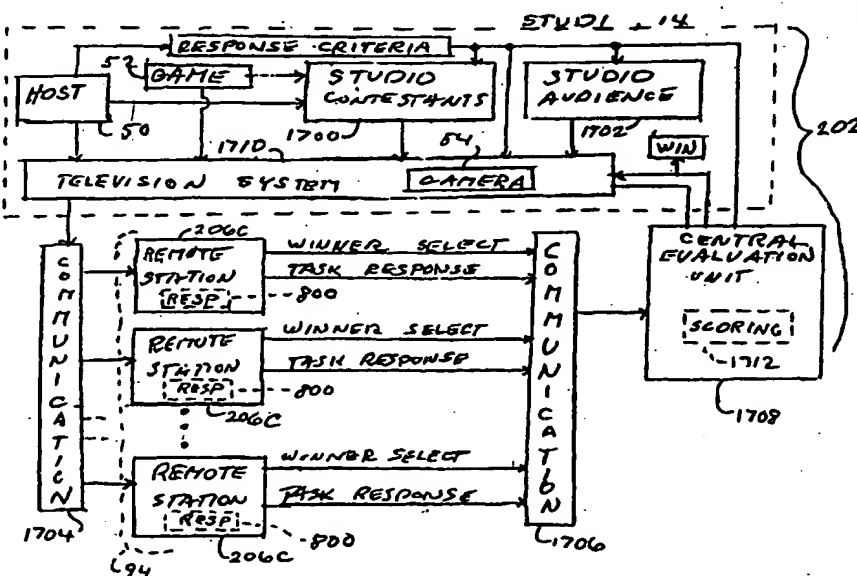 STUDIO 14
RESPONSE CRITERIA
52
GAME
STUDIO
CONTESTANTS
STUDIO
AUDIENCE
HOST
50
1700
1702
202
1710
54
WIN
TELEVISION SYSTEM
CAMERA
206C
COMMUNICATION
REMOTE
STATION
RESP
800
WINNER SELECT
TASK RESPONSE
COMMUNICATION
CENTRAL
EVALUATION
UNIT
SCORING
1712
1708
REMOTE
STATION
RESP
800
206C
WINNER SELECT
TASK RESPONSE
REMOTE
STATION
RESP
800
206C
WINNER SELECT
TASK RESPONSE
1704
94
1706